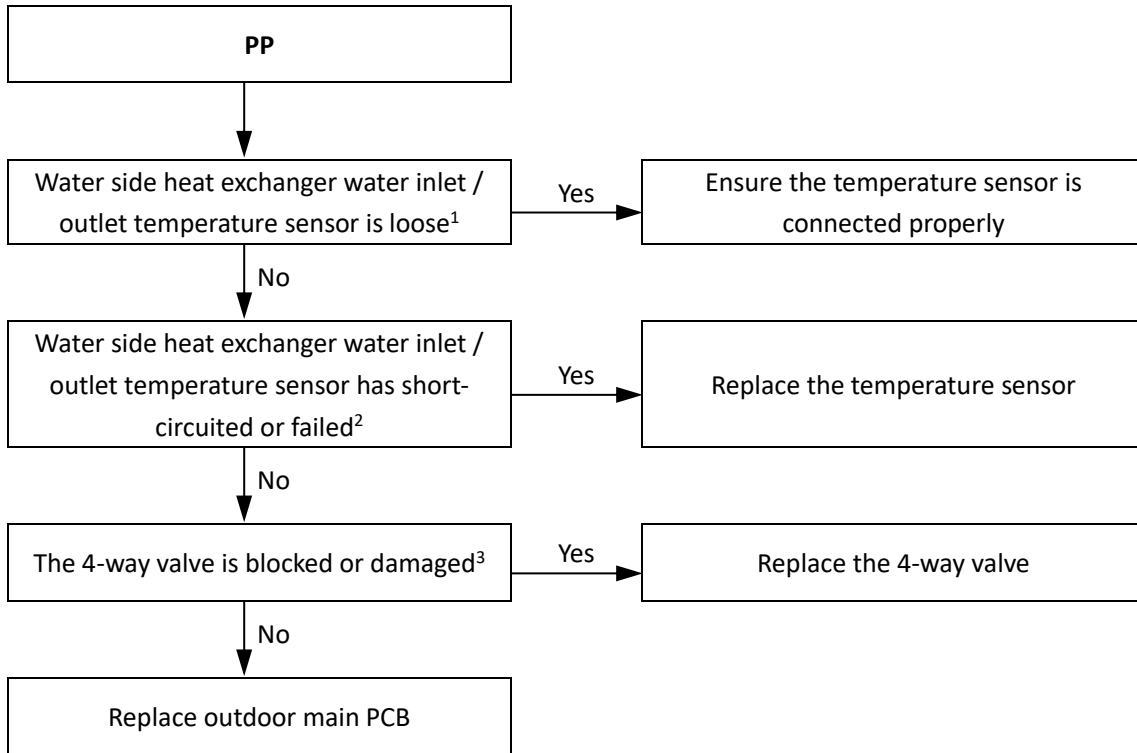 PP
Water side heat exchanger water inlet /
outlet temperature sensor is loose¹
Yes
Ensure the temperature sensor is
connected properly
No
Water side heat exchanger water inlet /
outlet temperature sensor has short-
circuited or failed²
Yes
Replace the temperature sensor
No
The 4-way valve is blocked or damaged³
Yes
Replace the 4-way valve
No
Replace outdoor main PCB